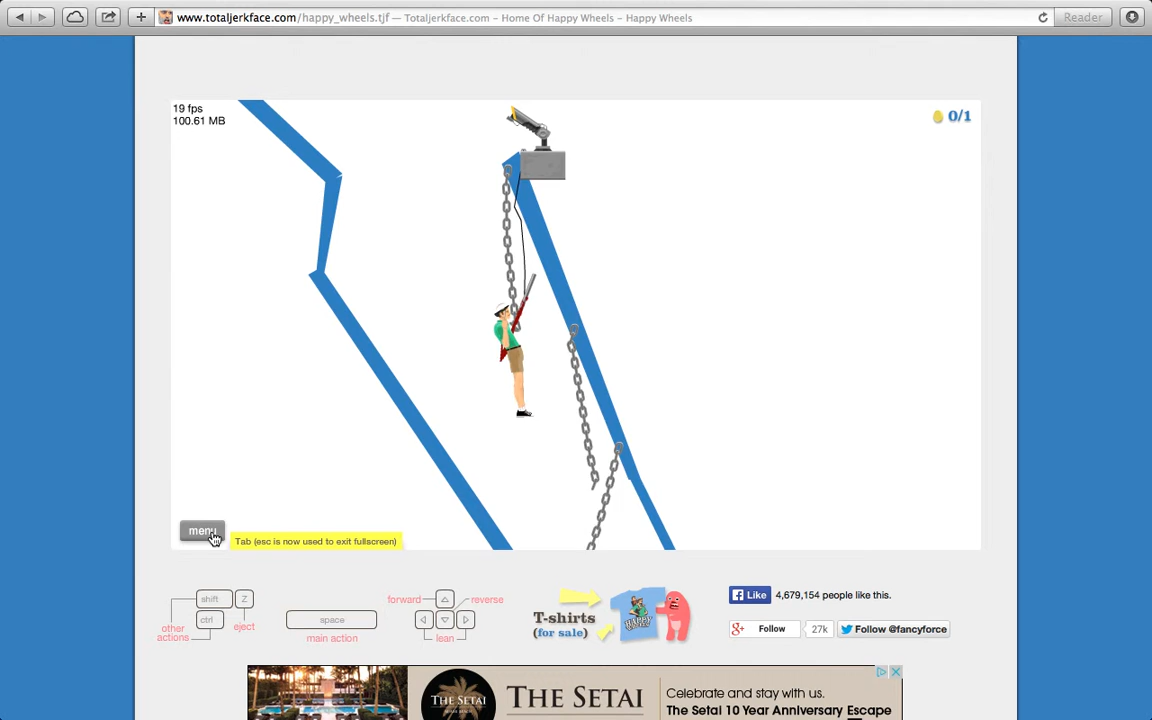 www.totaljerkface.com/happy_wheels.tjf — Totaljerkface.com - Home Of Happy Wheels - Happy Wheels
Reader
19 fps
100.61 MB
0/1
menu
Tab (esc is now used to exit fullscreen)
shift
Z
ctrl
eject
other
actions
space
main action
forward
reverse
lean
T-shirts
(for sale)
HAPPY
Like
4,679,154 people like this.
Follow
27k
Follow @fancyforce
THE SETAI
THE SETAI
Celebrate and stay with us.
The Setai 10 Year Anniversary Escape